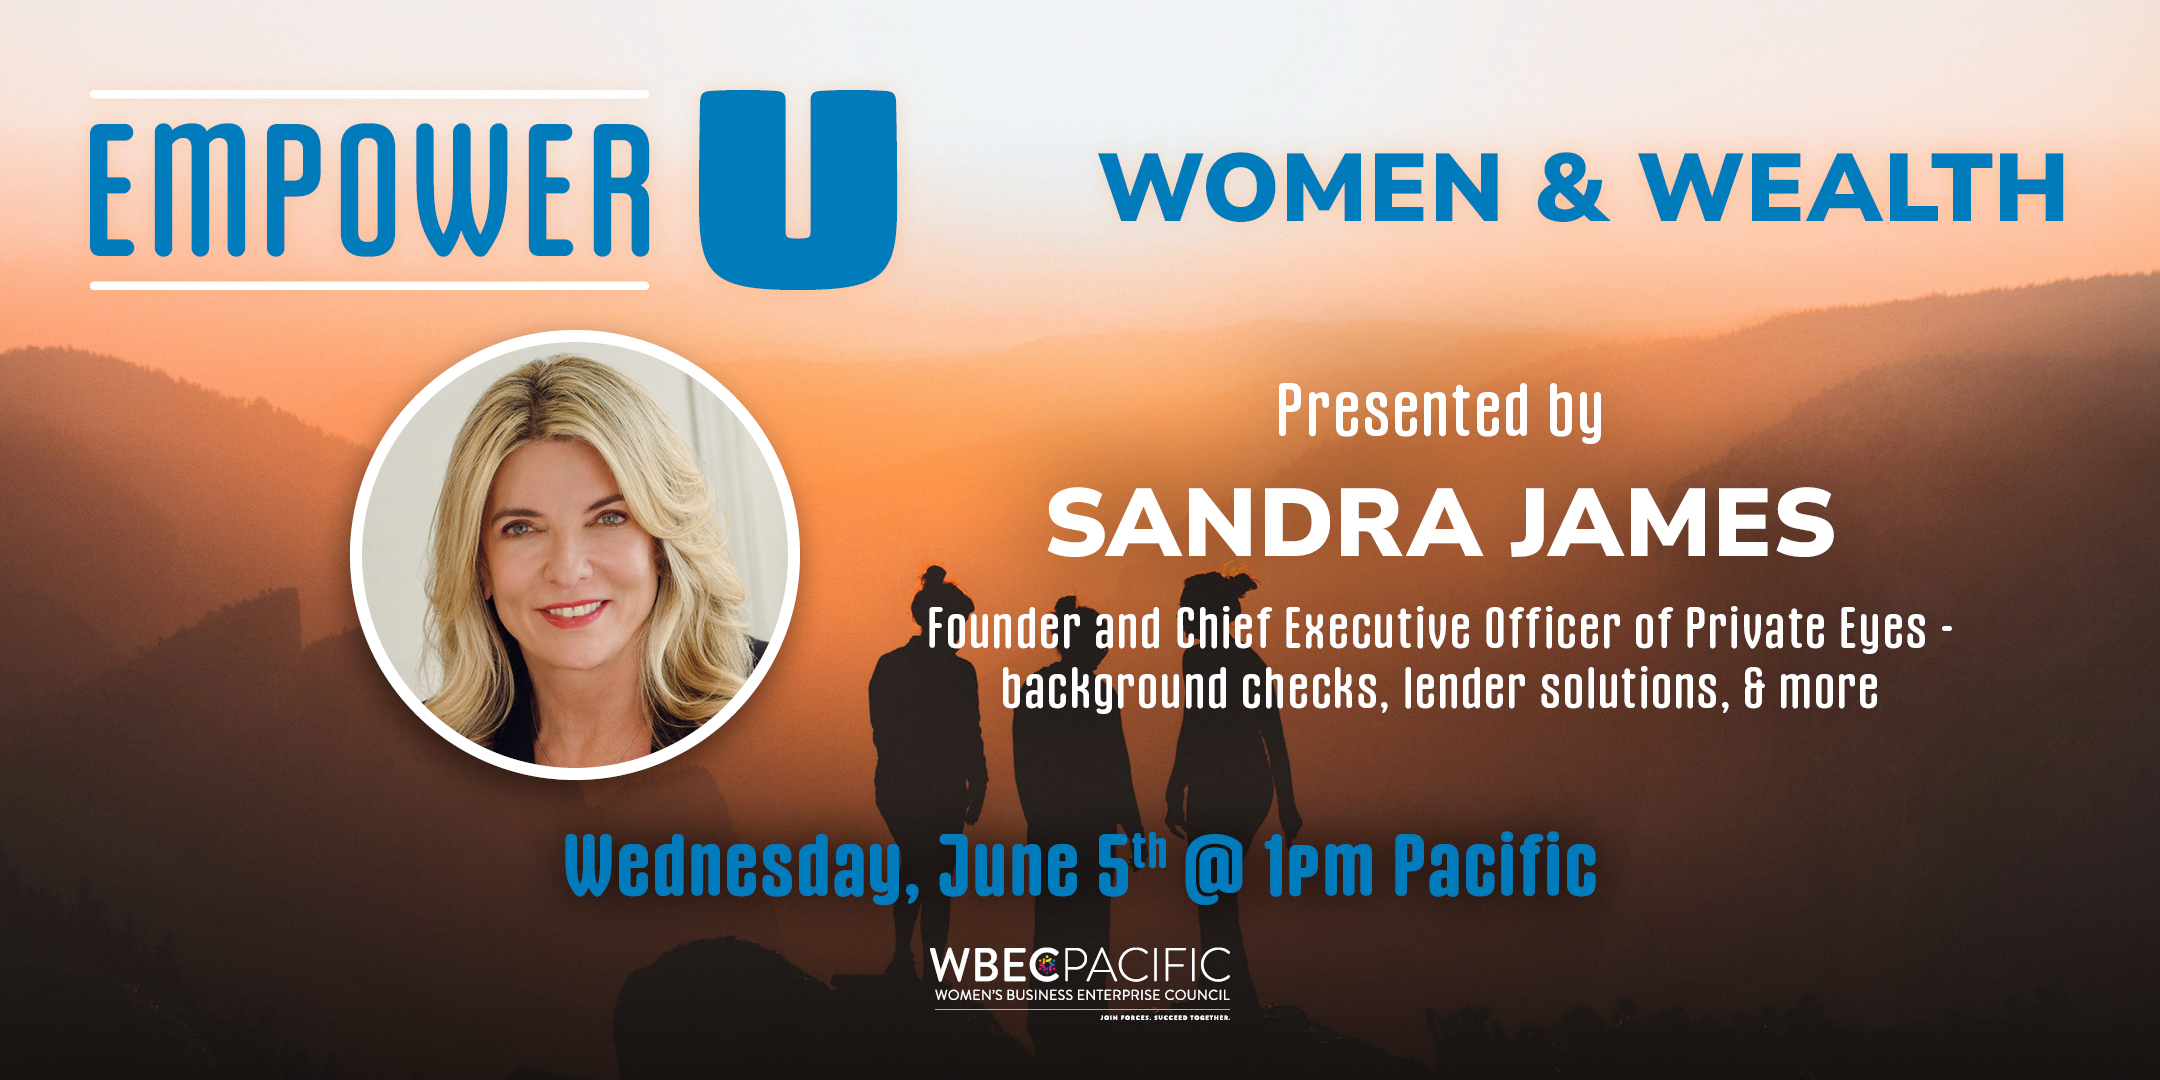 EMPOWER U
WOMEN & WEALTH
Presented by
SANDRA JAMES
Founder and Chief Executive Officer of Private Eyes -
background checks, lender solutions, & more
Wednesday, June 5th @ 1pm Pacific
WBECPACIFIC
WOMEN'S BUSINESS ENTERPRISE COUNCIL
JOIN FORCES. SUCCEED TOGETHER.